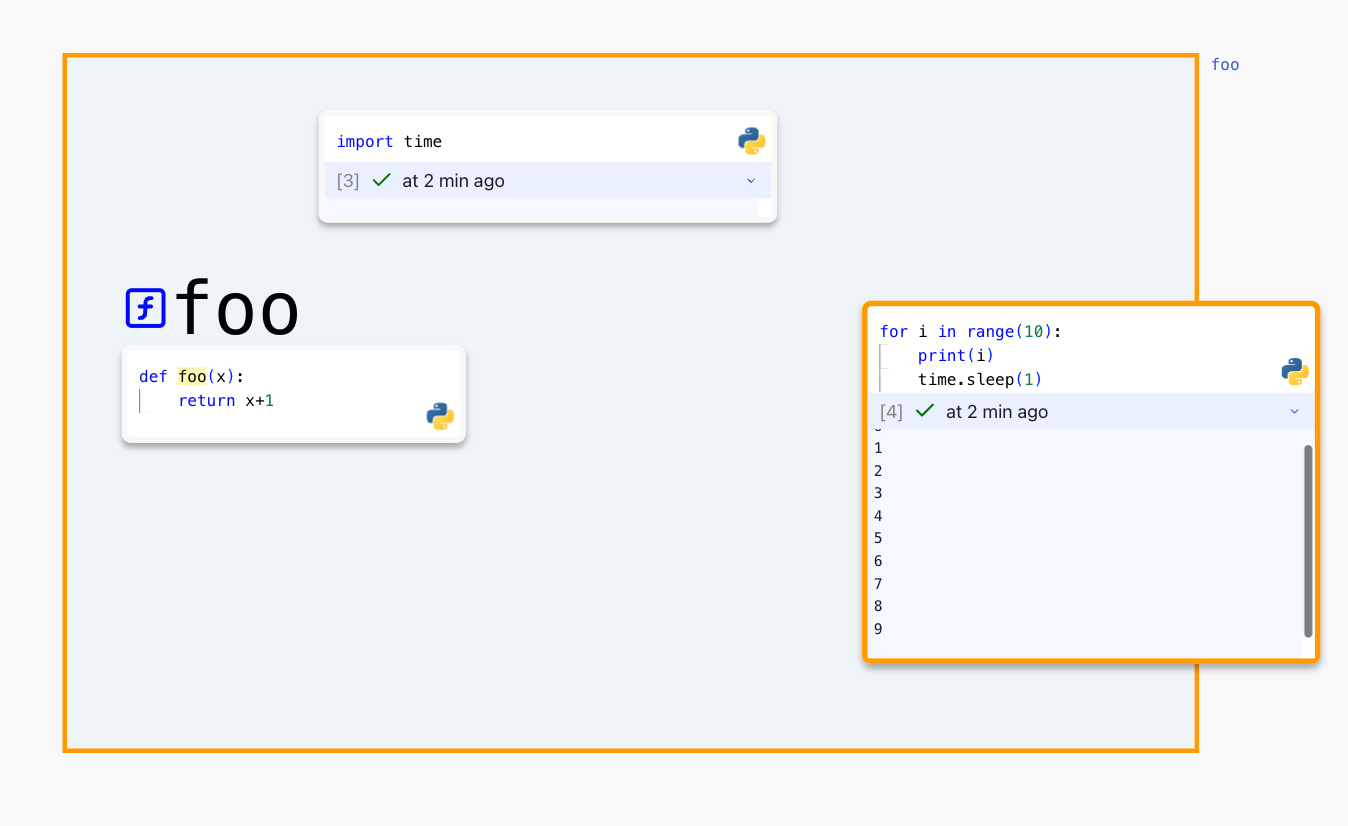 foo
import time
[3] at 2 min ago
foo
def foo(x):
    return x+1
for i in range(10):
    print(i)
    time.sleep(1)
[4] at 2 min ago
1
2
3
4
5
6
7
8
9